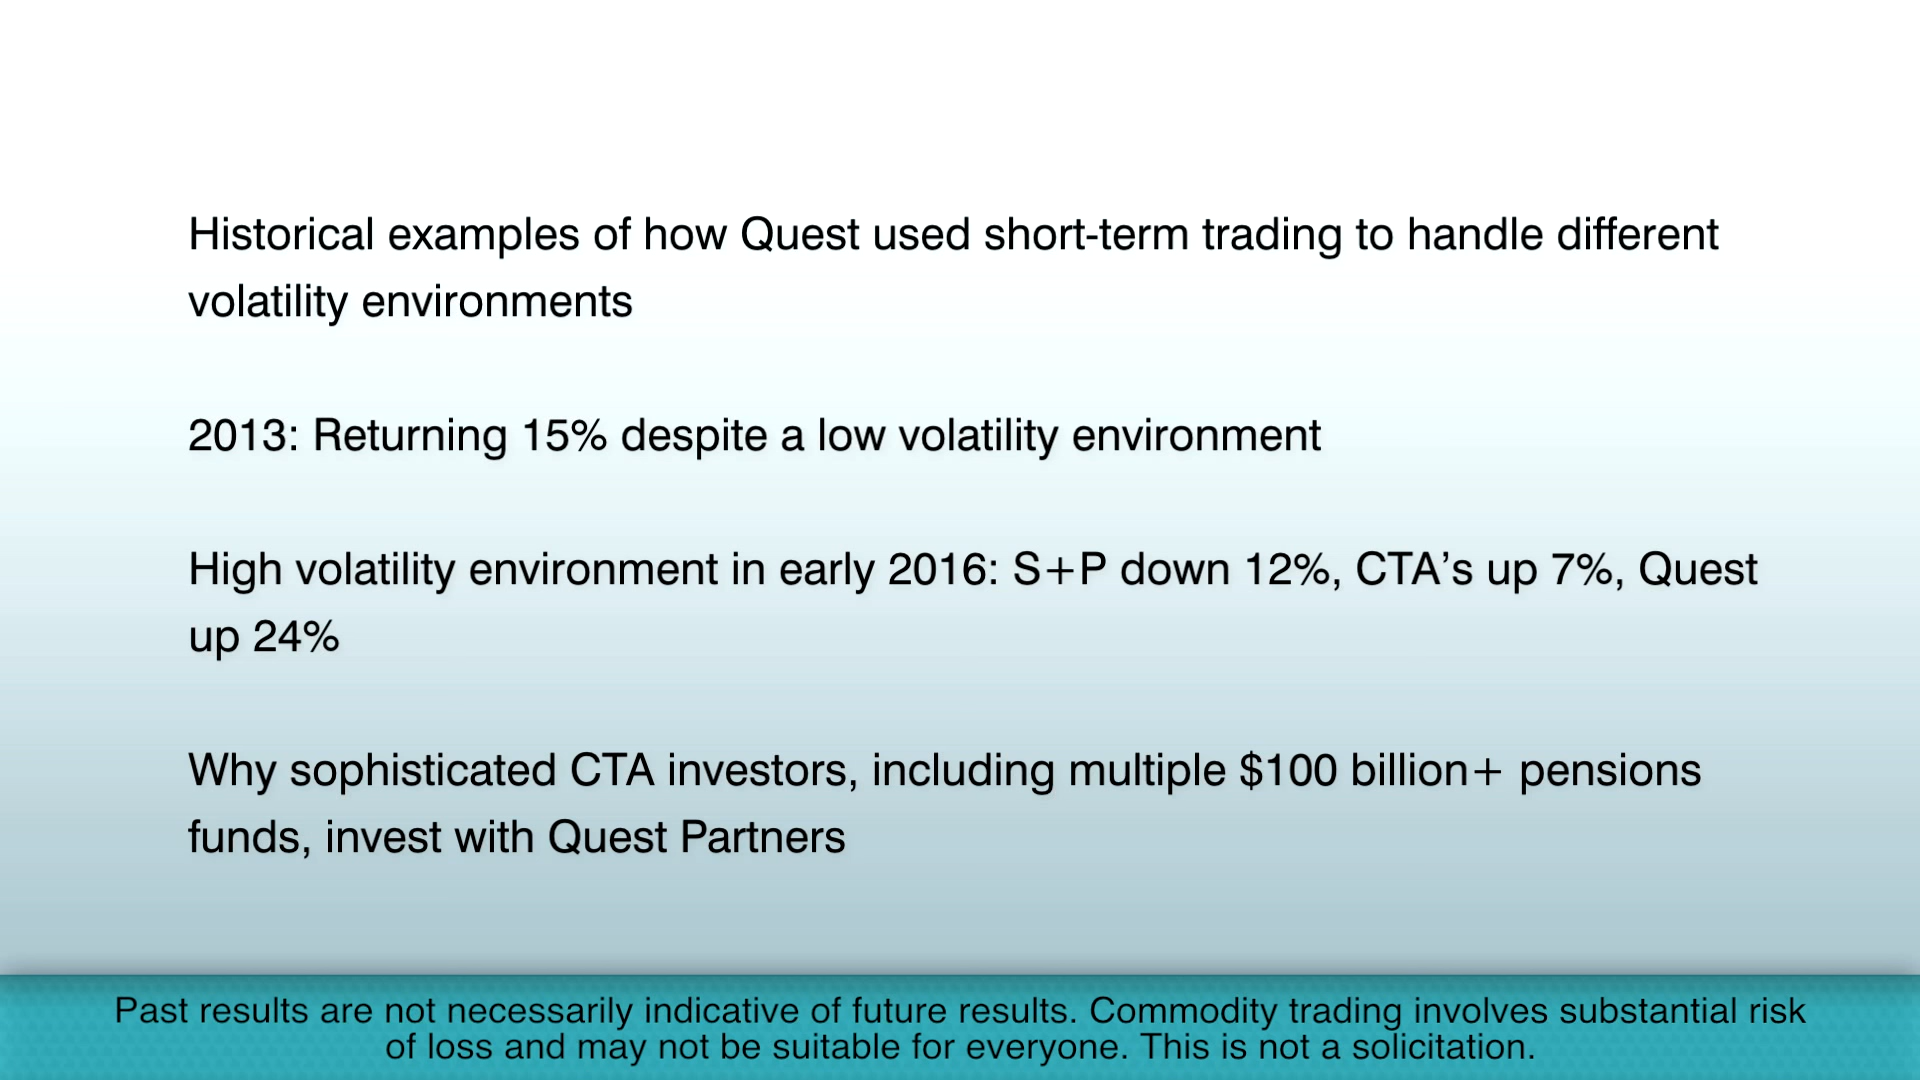 Historical examples of how Quest used short-term trading to handle different
volatility environments
2013: Returning 15% despite a low volatility environment
High volatility environment in early 2016: S+P down 12%, CTA’s up 7%, Quest
up 24%
Why sophisticated CTA investors, including multiple $100 billion+ pensions
funds, invest with Quest Partners
Past results are not necessarily indicative of future results. Commodity trading involves substantial risk
of loss and may not be suitable for everyone. This is not a solicitation.